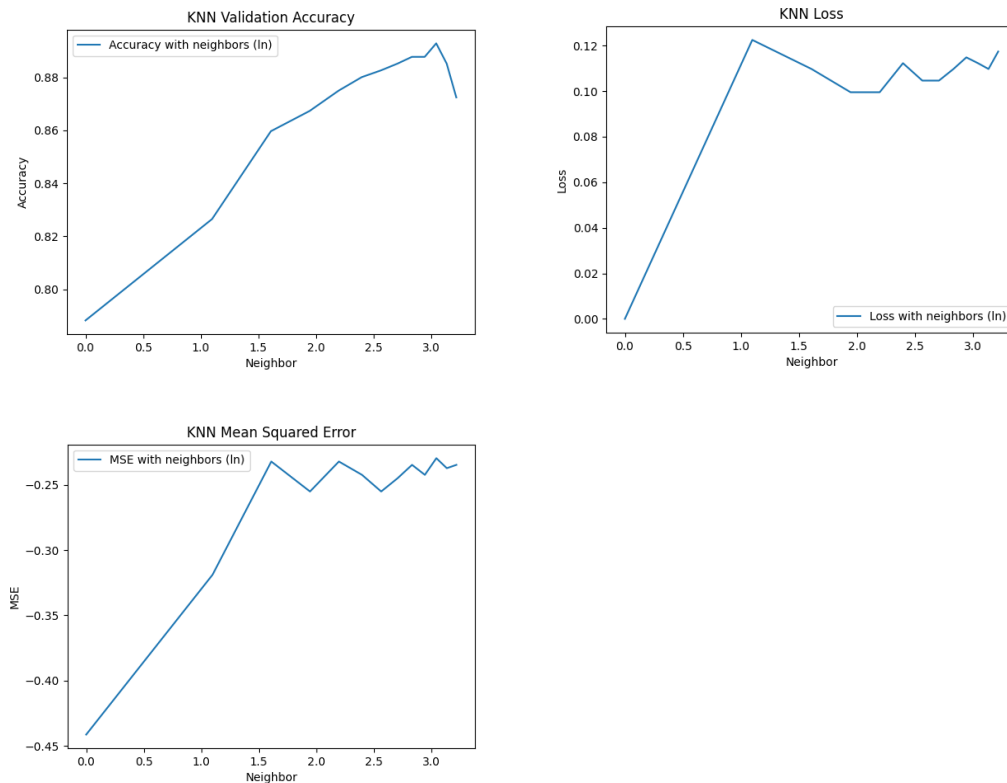 KNN Validation Accuracy
Accuracy with neighbors (ln)
Accuracy
0.88
0.86
0.84
0.82
0.80
0.0 0.5 1.0 1.5 2.0 2.5 3.0
Neighbor
KNN Loss
Loss
0.12
0.10
0.08
0.06
0.04
0.02
0.00
Loss with neighbors (ln)
0.0 0.5 1.0 1.5 2.0 2.5 3.0
Neighbor
KNN Mean Squared Error
MSE with neighbors (ln)
MSE
−0.25
−0.30
−0.35
−0.40
−0.45
0.0 0.5 1.0 1.5 2.0 2.5 3.0
Neighbor